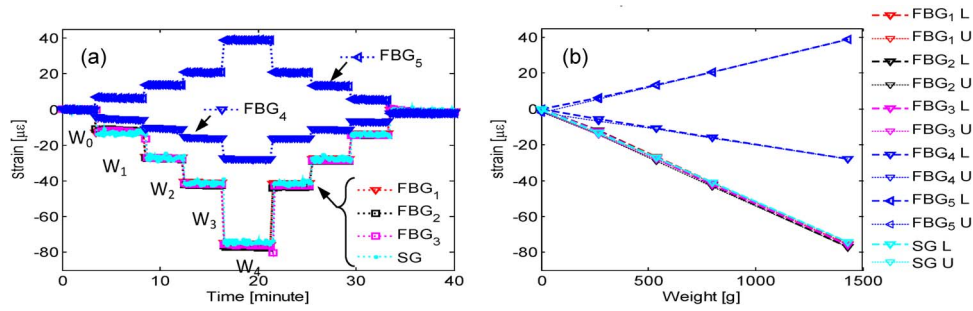 (a)
FBG5
FBG4
W0
W1
W2
W3
W4
FBG1
FBG2
FBG3
SG
40
20
0
-20
-40
-60
-80
strain [με]
0 10 20 30 40
Time [minute]
(b)
40
20
0
-20
-40
-60
-80
strain [με]
0 500 1000 1500
Weight [g]
FBG1 L
FBG1 U
FBG2 L
FBG2 U
FBG3 L
FBG3 U
FBG4 L
FBG4 U
FBG5 L
FBG5 U
SG L
SG U